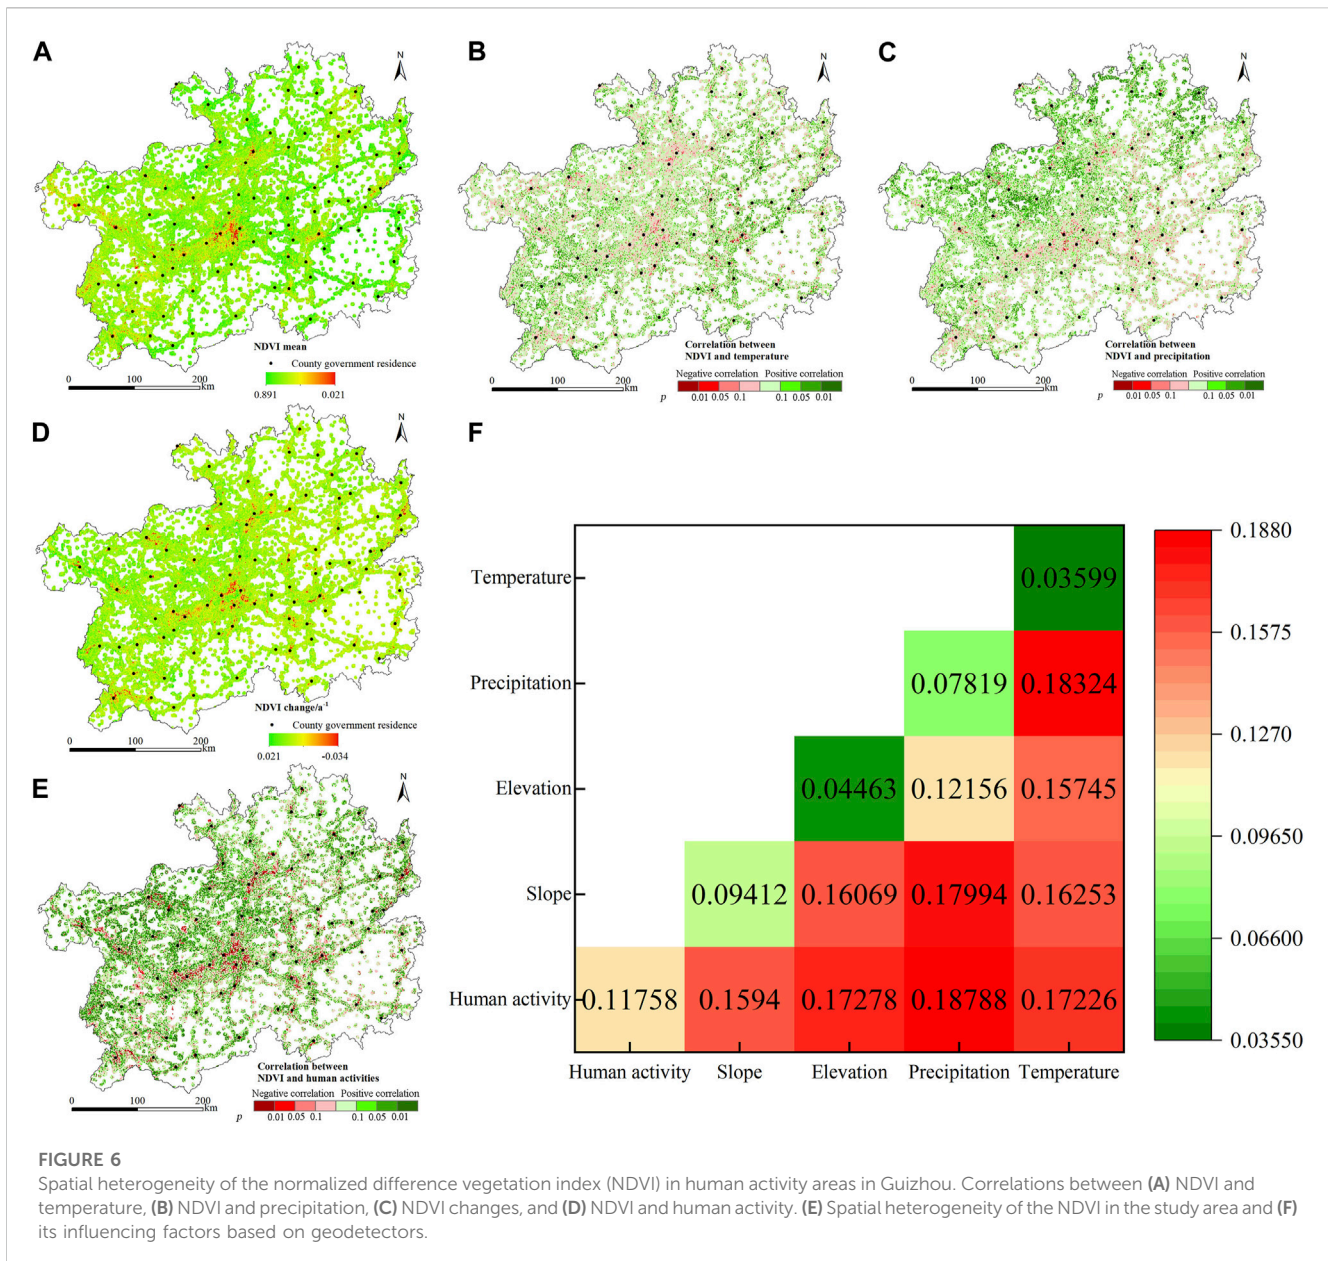 A
N
NDVI mean
County government residence
0 100 200
km
0.891 0.021
B
N
Correlation between
NDVI and temperature
Negative correlation Positive correlation
0 100 200
km
p 0.01 0.05 0.1 0.1 0.05 0.01
C
N
Correlation between
NDVI and precipitation
Negative correlation Positive correlation
0 100 200
km
p 0.01 0.05 0.1 0.1 0.05 0.01
D
N
NDVI change/a⁻¹
County government residence
0 100 200
km
0.021 -0.034
E
N
Correlation between
NDVI and human activities
Negative correlation Positive correlation
0 100 200
km
p 0.01 0.05 0.1 0.1 0.05 0.01
F
Temperature 0.03599
Precipitation 0.07819 0.18324
Elevation 0.04463 0.12156 0.15745
Slope 0.09412 0.16069 0.17994 0.16253
Human activity 0.11758 0.1594 0.17278 0.18788 0.17226
Human activity Slope Elevation Precipitation Temperature
0.1880
0.1575
0.1270
0.09650
0.06600
0.03550
FIGURE 6
Spatial heterogeneity of the normalized difference vegetation index (NDVI) in human activity areas in Guizhou. Correlations between (A) NDVI and
temperature, (B) NDVI and precipitation, (C) NDVI changes, and (D) NDVI and human activity. (E) Spatial heterogeneity of the NDVI in the study area and (F)
its influencing factors based on geodetectors.